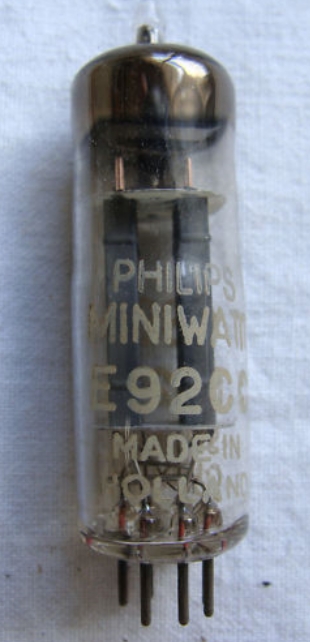 PHILIPS
MINIWATT
E92CC
MADE IN
HOLLAND